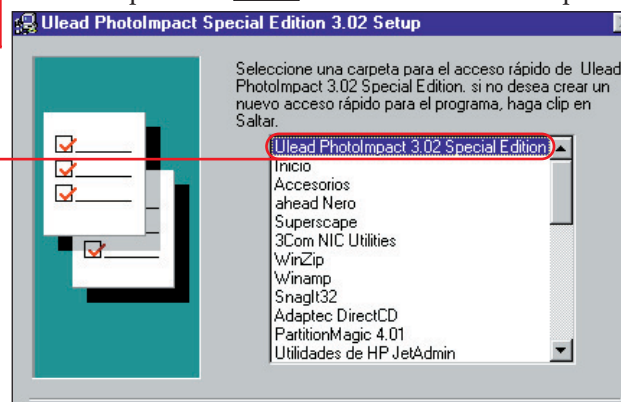 Ulead PhotoImpact Special Edition 3.02 Setup
Seleccione una carpeta para el acceso rápido de Ulead
PhotoImpact 3.02 Special Edition. si no desea crear un
nuevo acceso rápido para el programa, haga clip en
Saltar.
Ulead PhotoImpact 3.02 Special Edition
Inicio
Accesorios
ahead Nero
Superscape
3Com NIC Utilities
WinZip
Winamp
SnagIt32
Adaptec DirectCD
PartitionMagic 4.01
Utilidades de HP JetAdmin